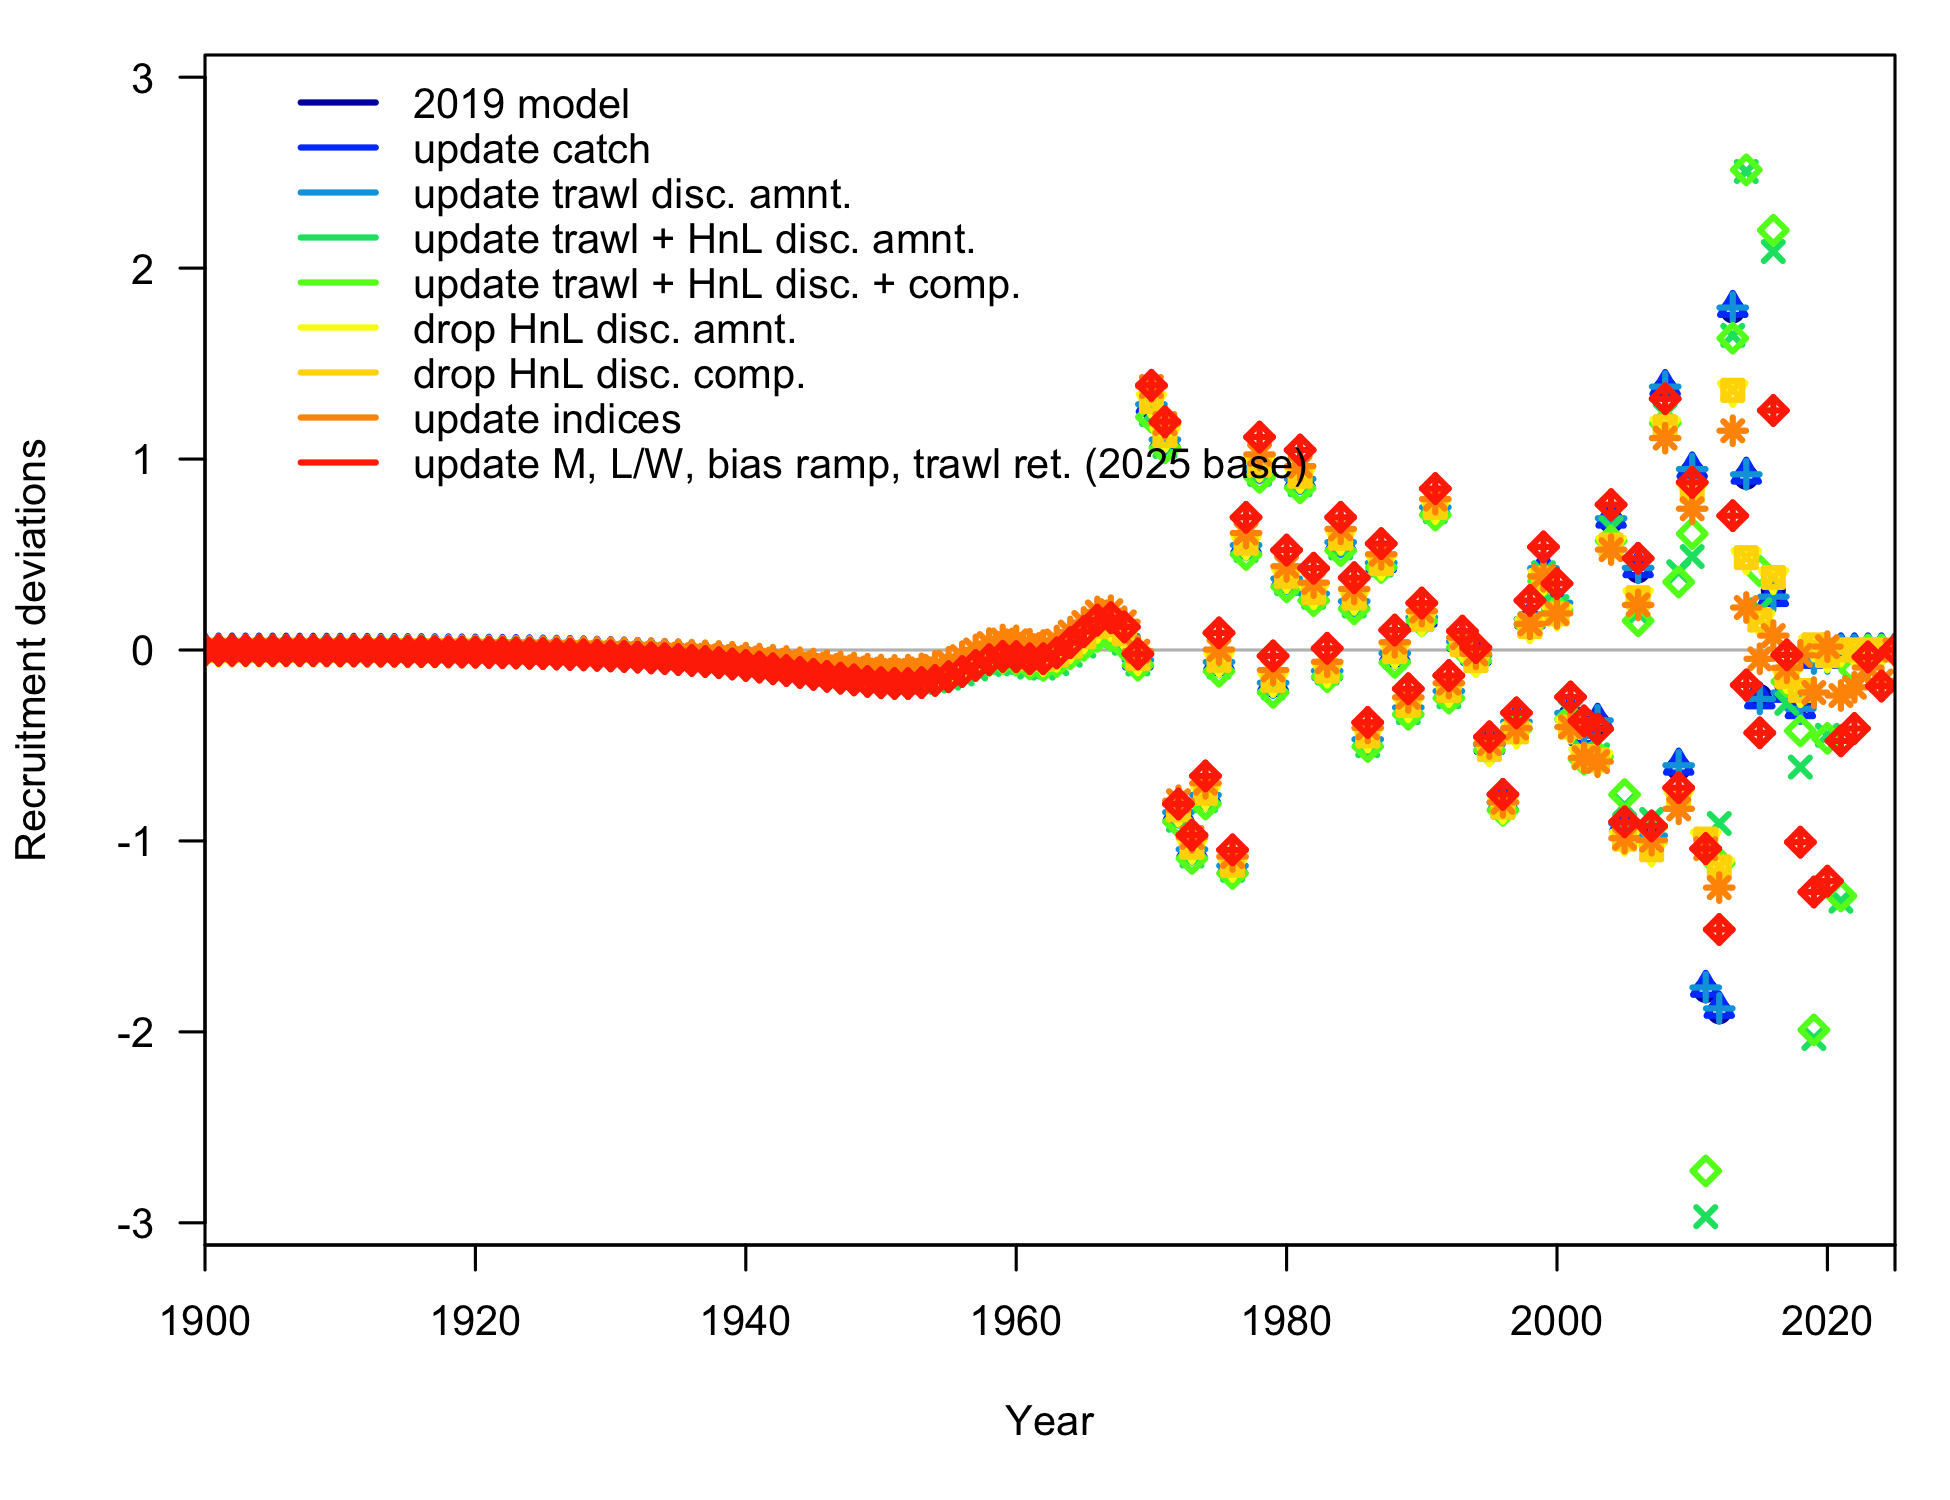 3
2
1
0
-1
-2
-3
Recruitment deviations
2019 model
update catch
update trawl disc. amnt.
update trawl + HnL disc. amnt.
update trawl + HnL disc. + comp.
drop HnL disc. amnt.
drop HnL disc. comp.
update indices
update M, L/W, bias ramp, trawl ret. (2025 base)
1900 1920 1940 1960 1980 2000 2020
Year